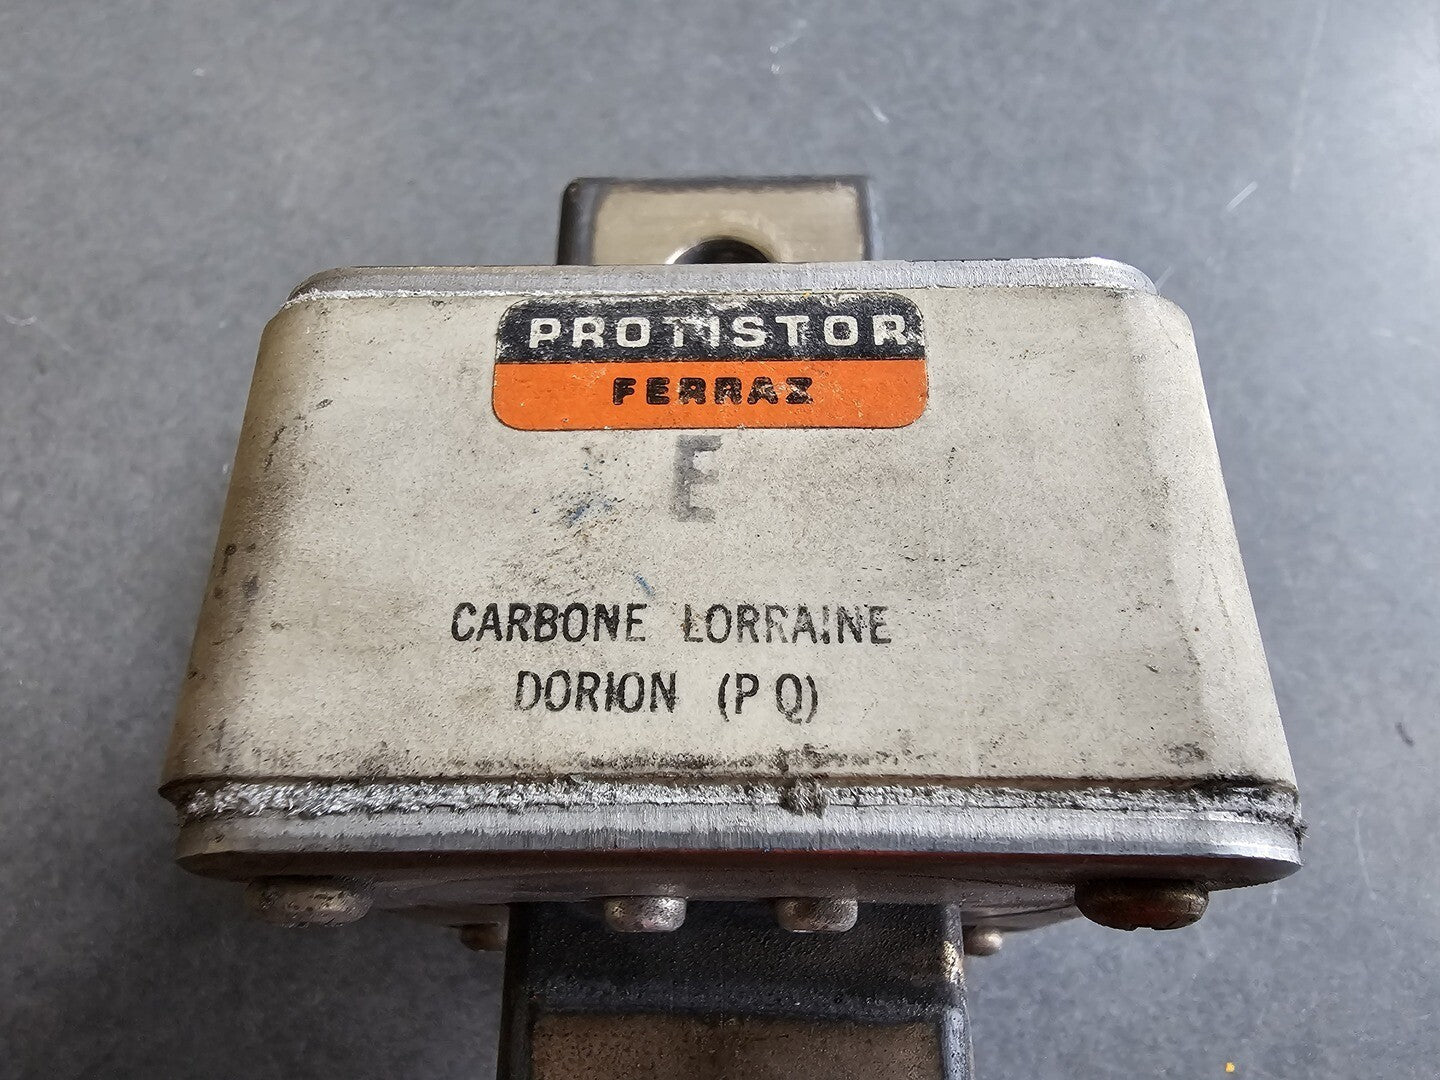 PROTISTOR
FERRAZ
E
CARBONE LORRAINE
DORION (P Q)